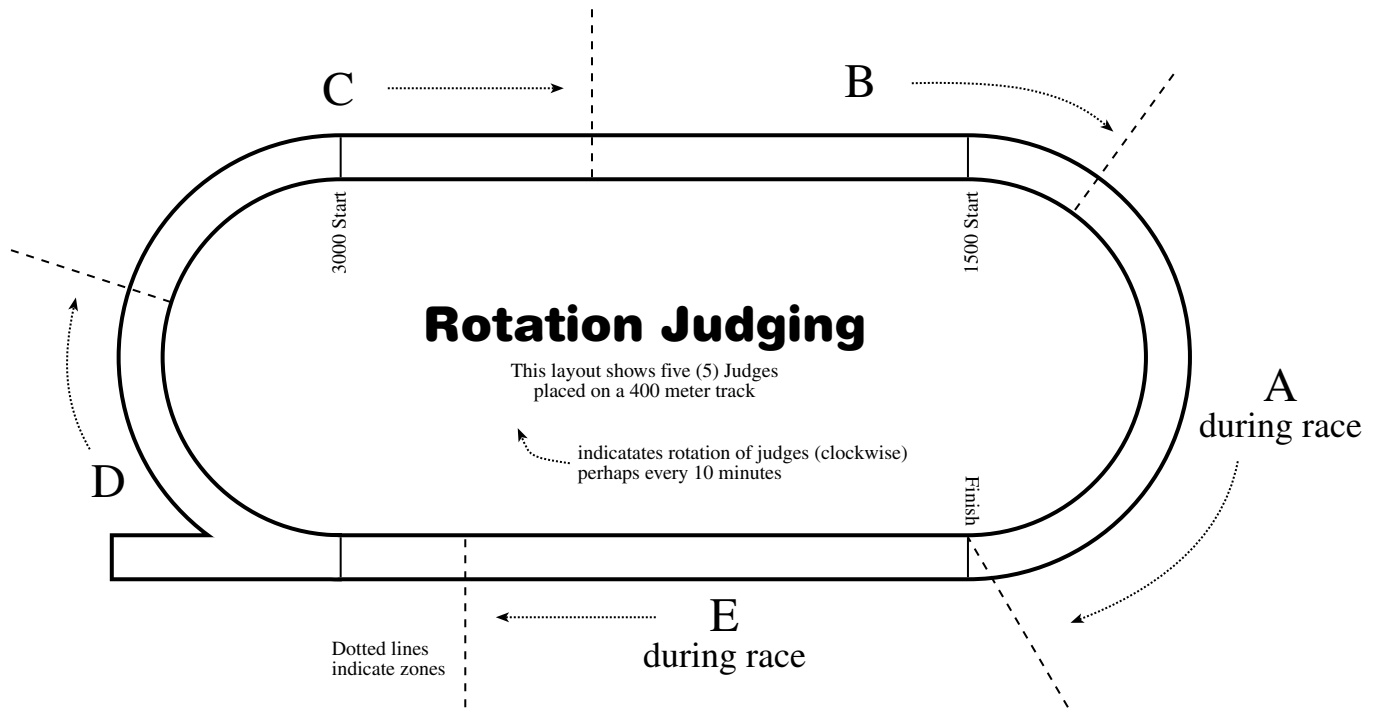 C
B
3000 Start
1500 Start
Rotation Judging
This layout shows five (5) Judges
placed on a 400 meter track
A
during race
indicatates rotation of judges (clockwise)
perhaps every 10 minutes
D
Finish
E
during race
Dotted lines
indicate zones